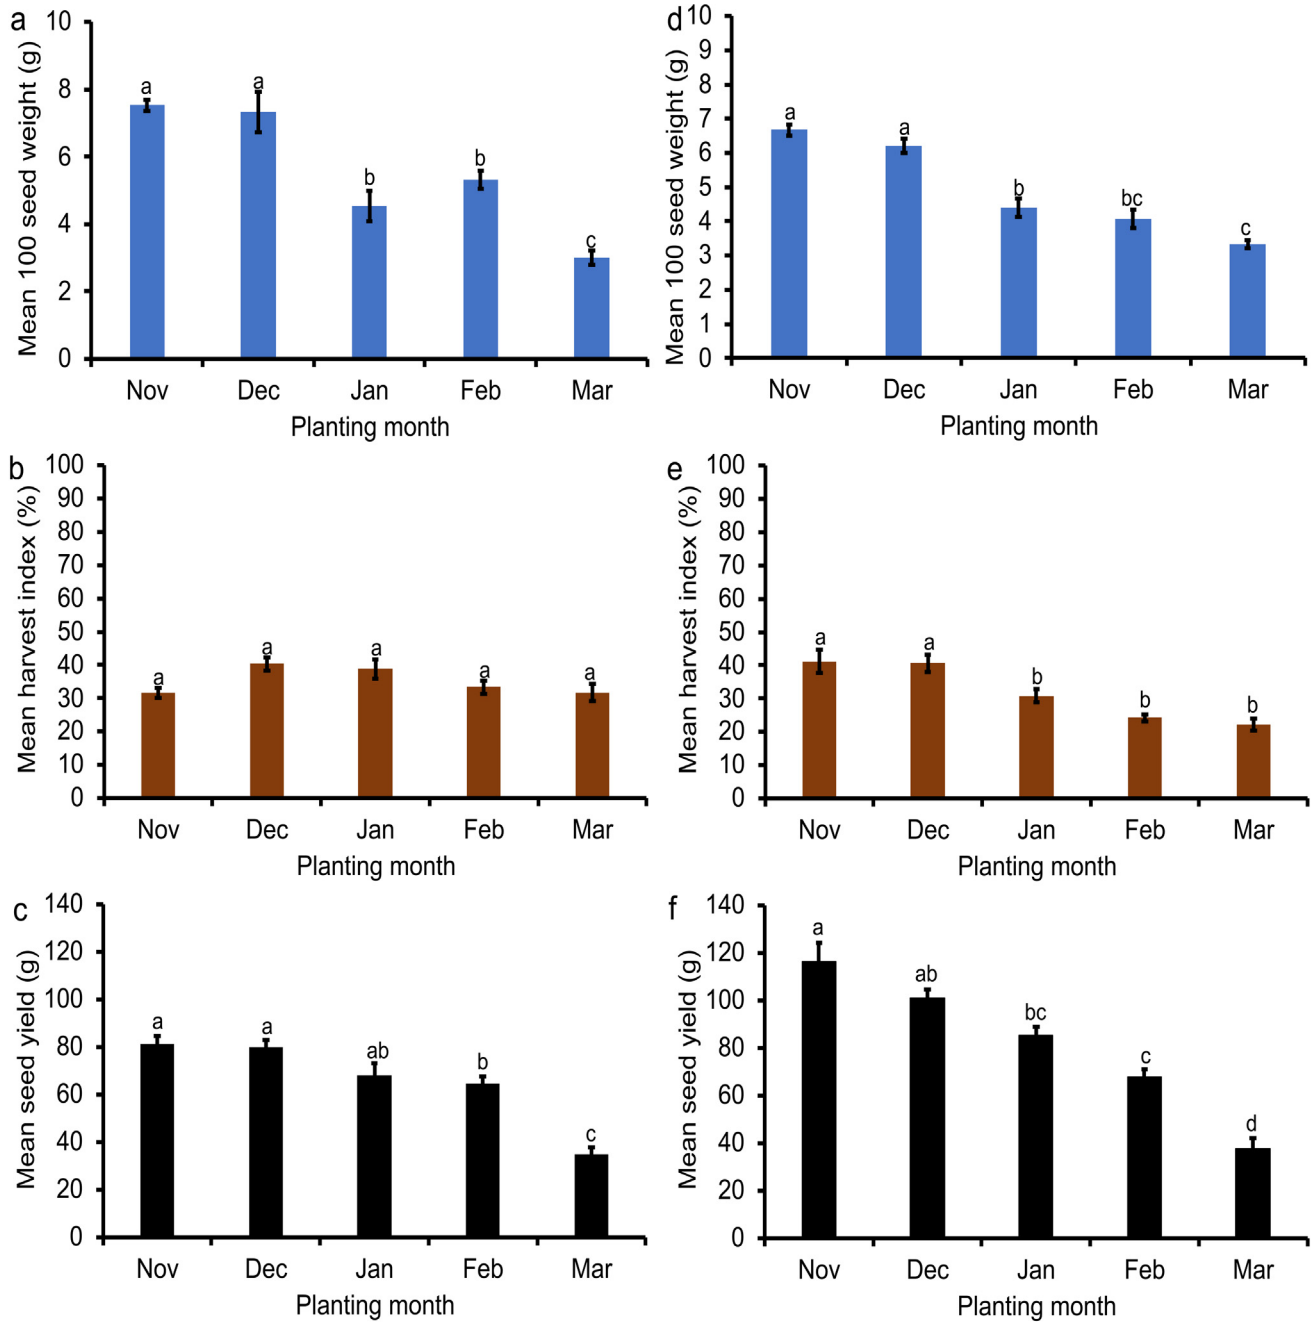 a
Mean 100 seed weight (g)
10
8
6
4
2
0
a
a
b
b
c
Nov Dec Jan Feb Mar
Planting month
d
Mean 100 seed weight (g)
10
9
8
7
6
5
4
3
2
1
0
a
a
b
bc
c
Nov Dec Jan Feb Mar
Planting month
b
Mean harvest index (%)
100
90
80
70
60
50
40
30
20
10
0
a
a
a
a
a
Nov Dec Jan Feb Mar
Planting month
e
Mean harvest index (%)
100
90
80
70
60
50
40
30
20
10
0
a
a
b
b
b
Nov Dec Jan Feb Mar
Planting month
c
Mean seed yield (g)
140
120
100
80
60
40
20
0
a
a
ab
b
c
Nov Dec Jan Feb Mar
Planting month
f
Mean seed yield (g)
140
120
100
80
60
40
20
0
a
ab
bc
c
d
Nov Dec Jan Feb Mar
Planting month